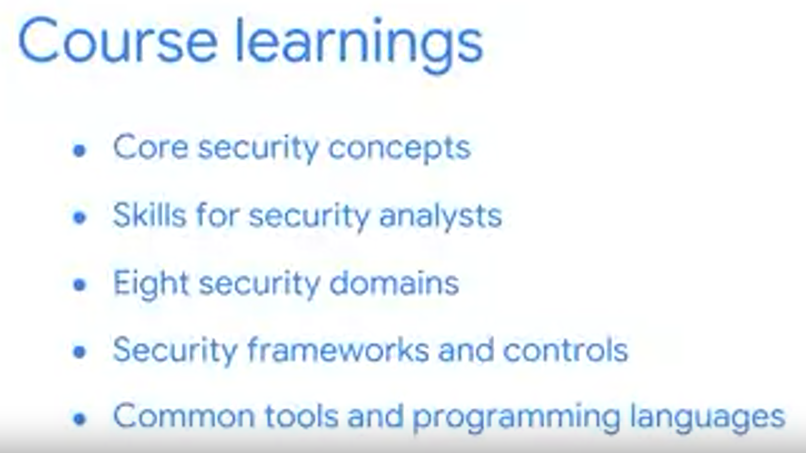 Course learnings
• Core security concepts
• Skills for security analysts
• Eight security domains
• Security frameworks and controls
• Common tools and programming languages